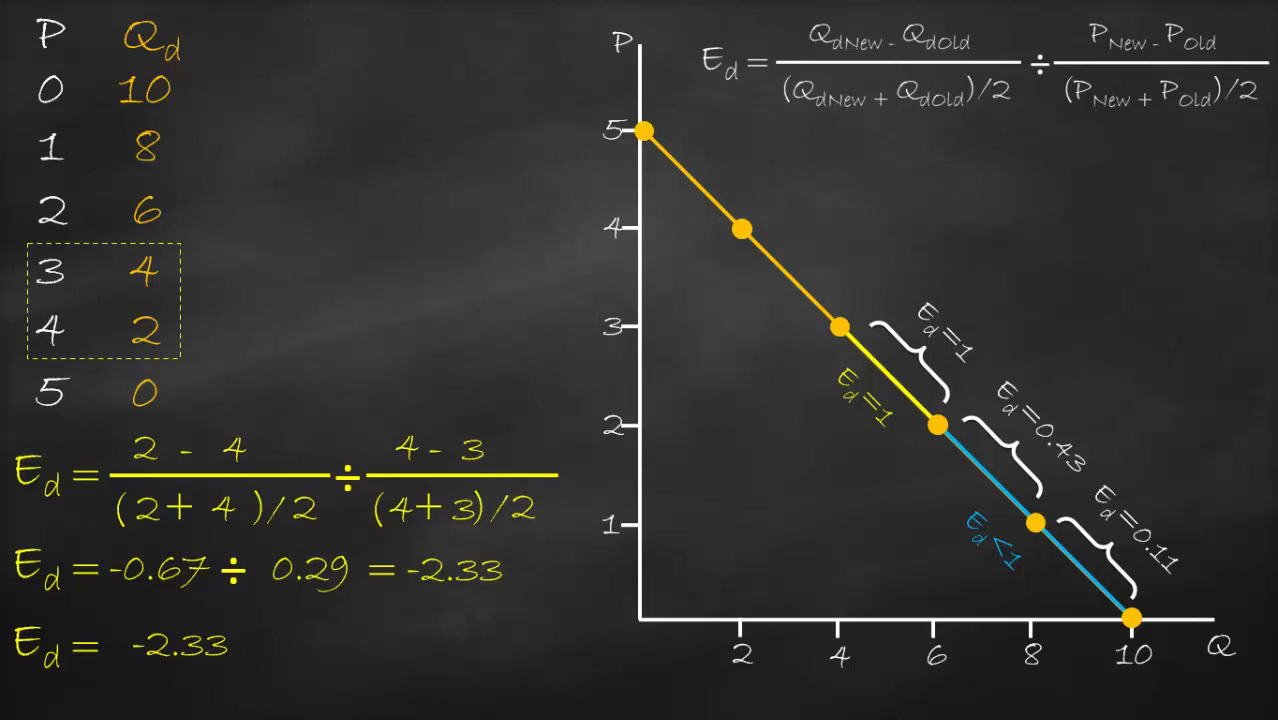 P Qd
0 10
1 8
2 6
3 4
4 2
5 0
Ed = 2 - 4 / (2 + 4)/2 ÷ 4 - 3 / (4 + 3)/2
Ed = -0.67 ÷ 0.29 = -2.33
Ed = -2.33
Ed = QdNew - QdOld / (QdNew + QdOld)/2 ÷ PNew - POld / (PNew + POld)/2
P
5
4
3
2
1
Ed=1
Ed=0.43
Ed=0.11
Ed=1
Ed<1
2 4 6 8 10 Q